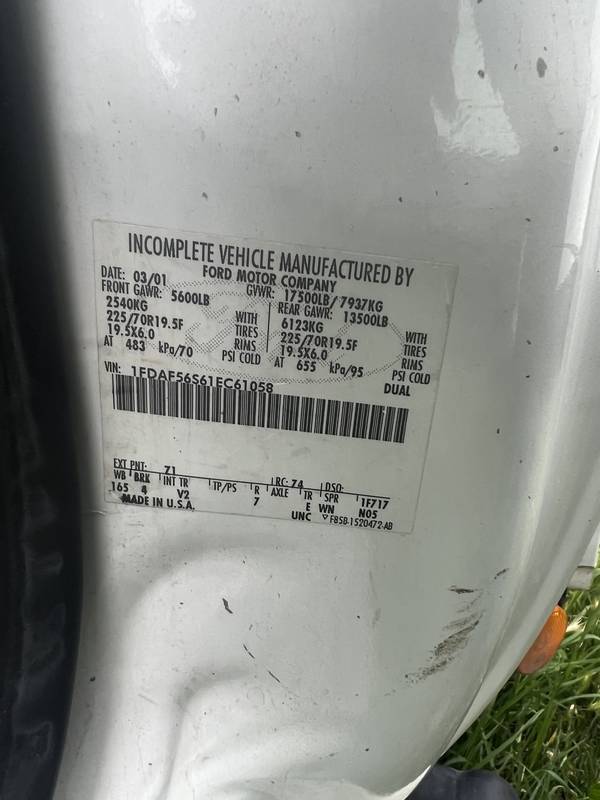 INCOMPLETE VEHICLE MANUFACTURED BY
FORD MOTOR COMPANY
DATE: 03/01 GVWR: 17500LB/ 7937KG
FRONT GAWR: 5600LB REAR GAWR: 13500LB
2540KG WITH 6123KG WITH
225/70R19.5F TIRES 225/70R19.5F TIRES
19.5X6.0 RIMS 19.5X6.0 RIMS
AT 483 kPa/70 PSI COLD AT 655 kPa/95 PSI COLD
DUAL
VIN: 1FDAF56S61EC61058
EXT PNT: Z1 RC: 74 DSO:
WB BRK INT TR TP/PS R AXLE TR SPR 1F717
165 4 V2 7 E WN N05
MADE IN U.S.A. UNC ▽ F85B-1520472-AB